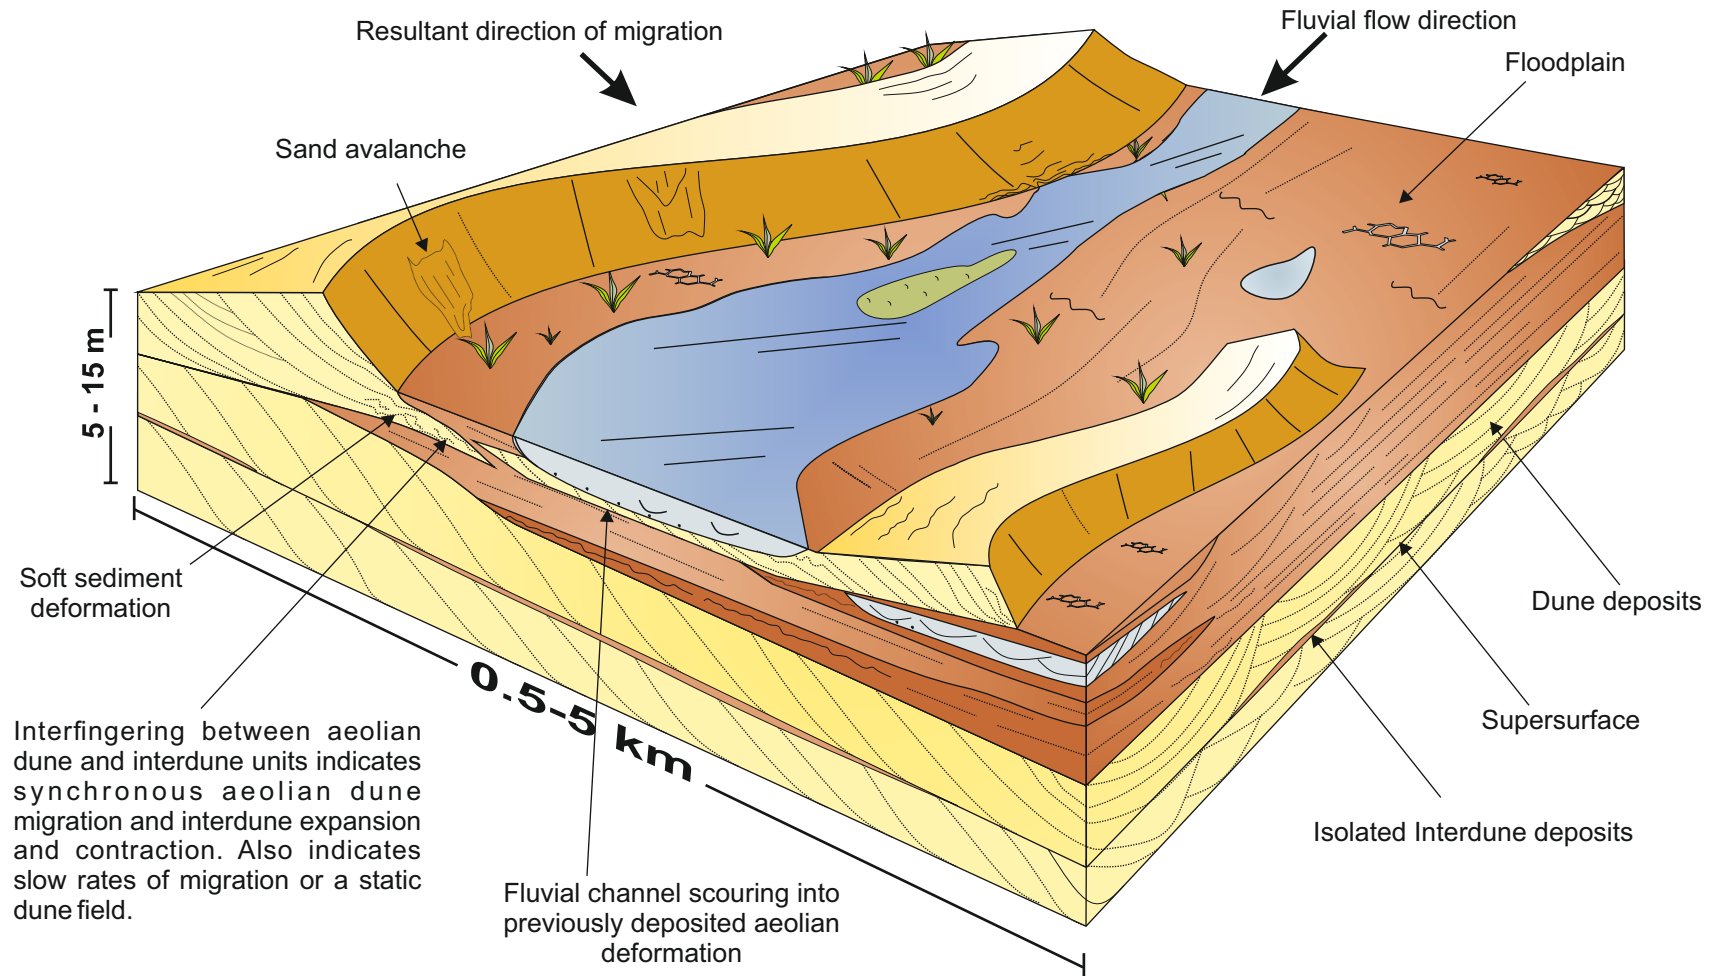 Resultant direction of migration
Fluvial flow direction
Floodplain
Sand avalanche
5 - 15 m
Soft sediment
deformation
Dune deposits
0.5-5 km
Supersurface
Interfingering between aeolian
dune and interdune units indicates
synchronous aeolian dune
migration and interdune expansion
and contraction. Also indicates
slow rates of migration or a static
dune field.
Isolated Interdune deposits
Fluvial channel scouring into
previously deposited aeolian
deformation